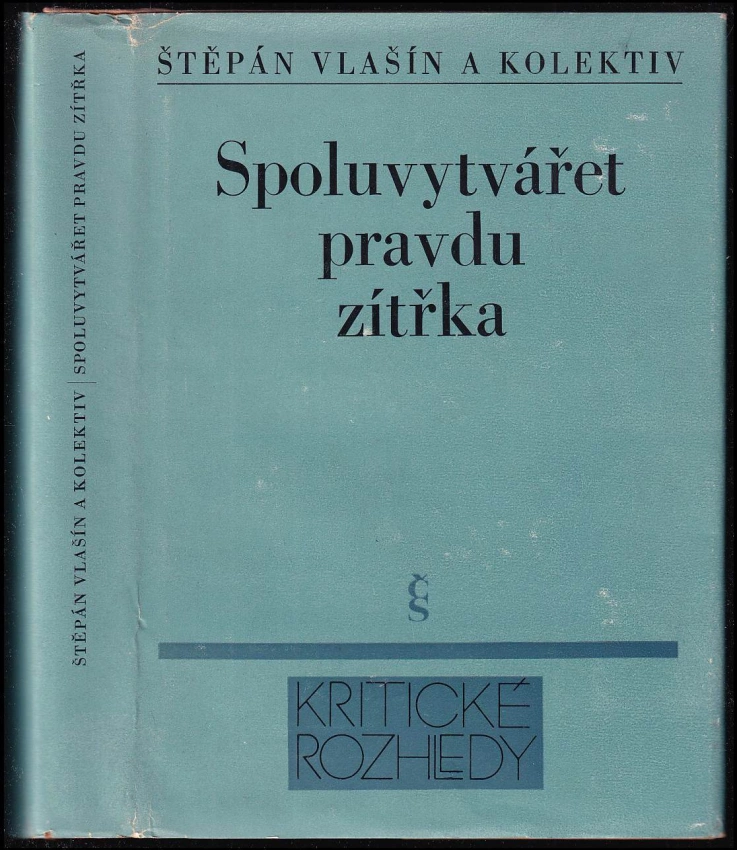 ŠTĚPÁN VLAŠÍN A KOLEKTIV
Spoluvytvářet
pravdu
zítřka
čs
KRITICKÉ
ROZHLEDY
ŠTĚPÁN VLAŠÍN A KOLEKTIV | SPOLUVYTVÁŘET PRAVDU ZÍTŘKA